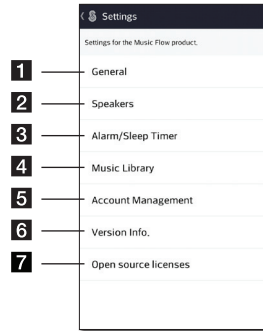 Settings
Settings for the Music Flow product.
1 General
2 Speakers
3 Alarm/Sleep Timer
4 Music Library
5 Account Management
6 Version Info.
7 Open source licenses